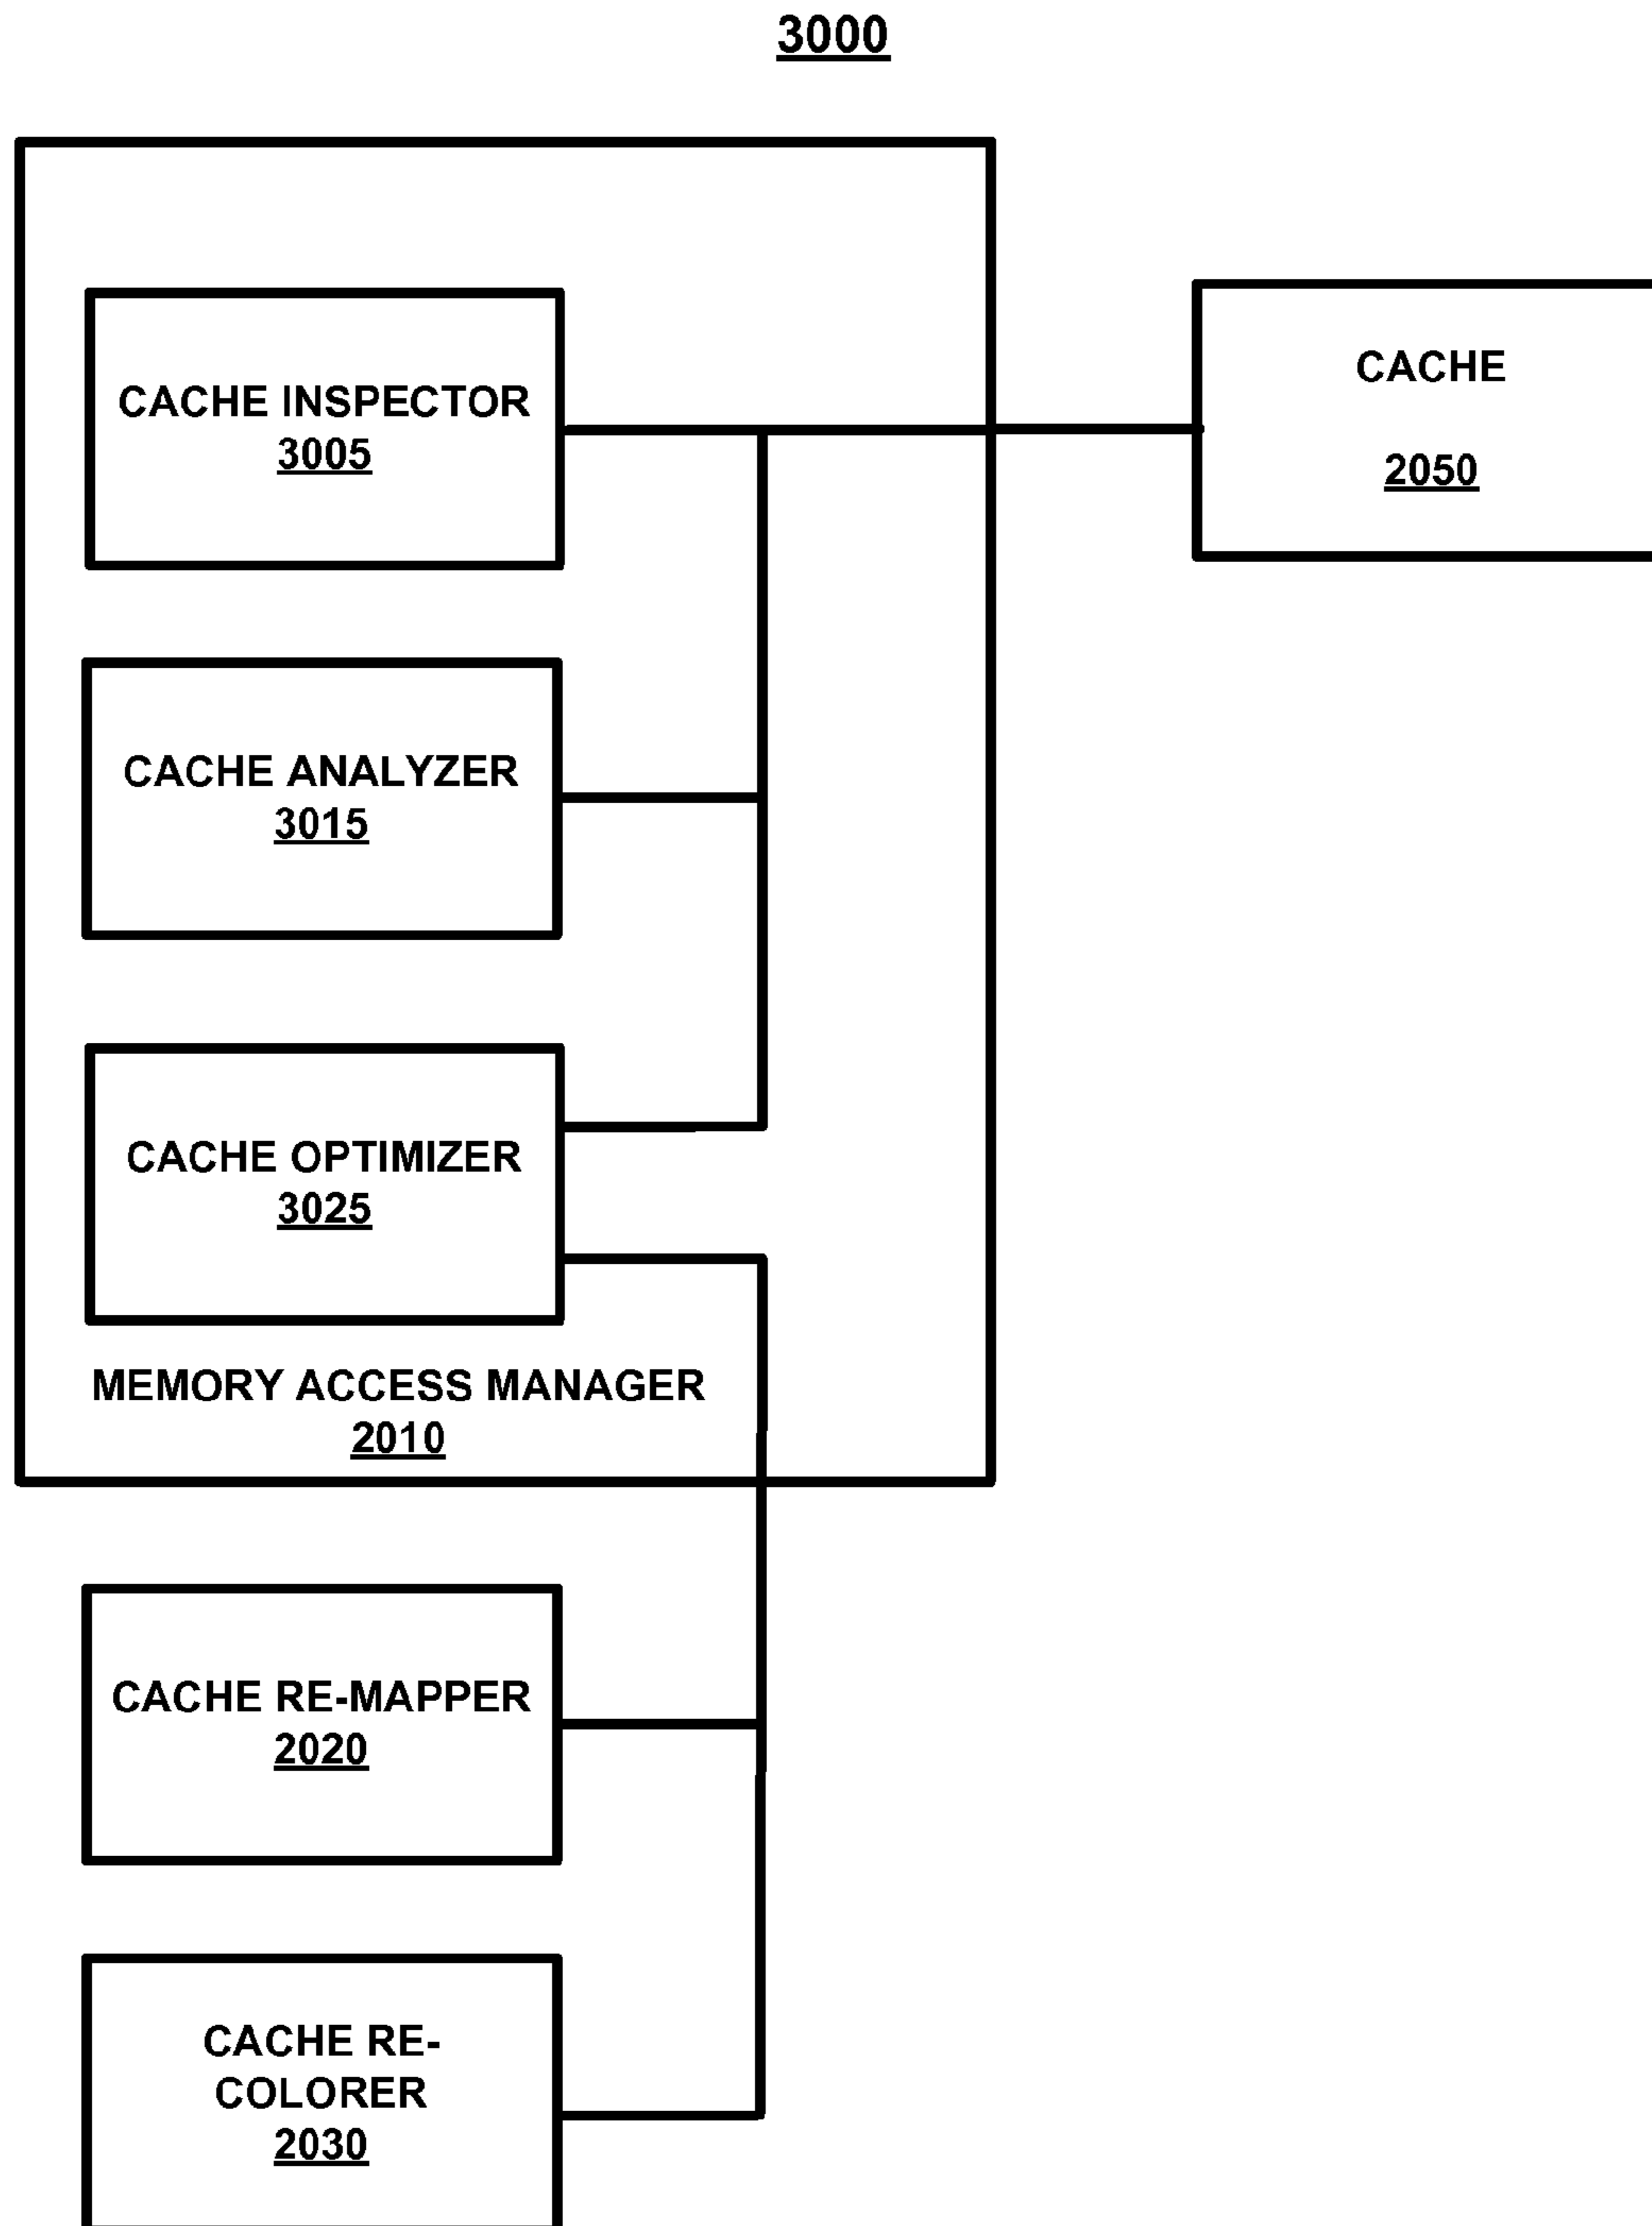 3000
CACHE INSPECTOR
3005
CACHE
2050
CACHE ANALYZER
3015
CACHE OPTIMIZER
3025
MEMORY ACCESS MANAGER
2010
CACHE RE-MAPPER
2020
CACHE RE-
COLORER
2030